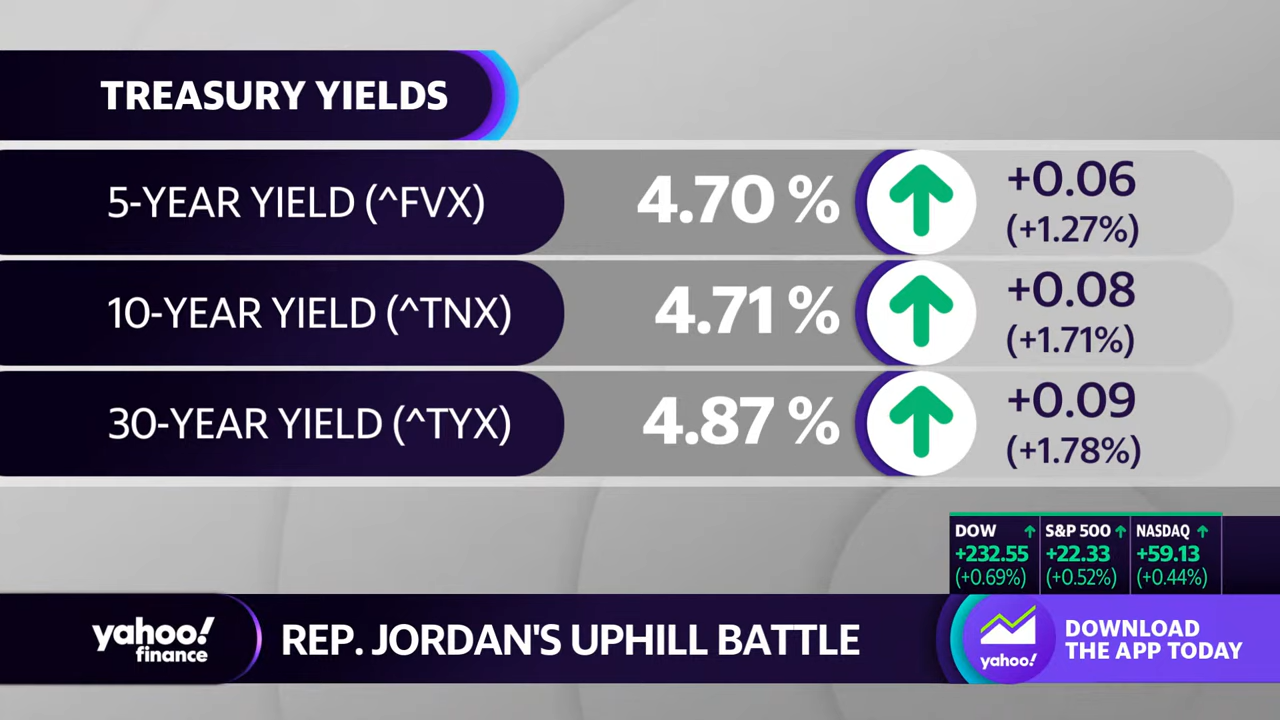 TREASURY YIELDS
5-YEAR YIELD (^FVX) 4.70 % +0.06
(+1.27%)
10-YEAR YIELD (^TNX) 4.71 % +0.08
(+1.71%)
30-YEAR YIELD (^TYX) 4.87 % +0.09
(+1.78%)
DOW S&P 500 NASDAQ
+232.55 +22.33 +59.13
(+0.69%) (+0.52%) (+0.44%)
yahoo!
finance
REP. JORDAN'S UPHILL BATTLE
yahoo!
DOWNLOAD
THE APP TODAY